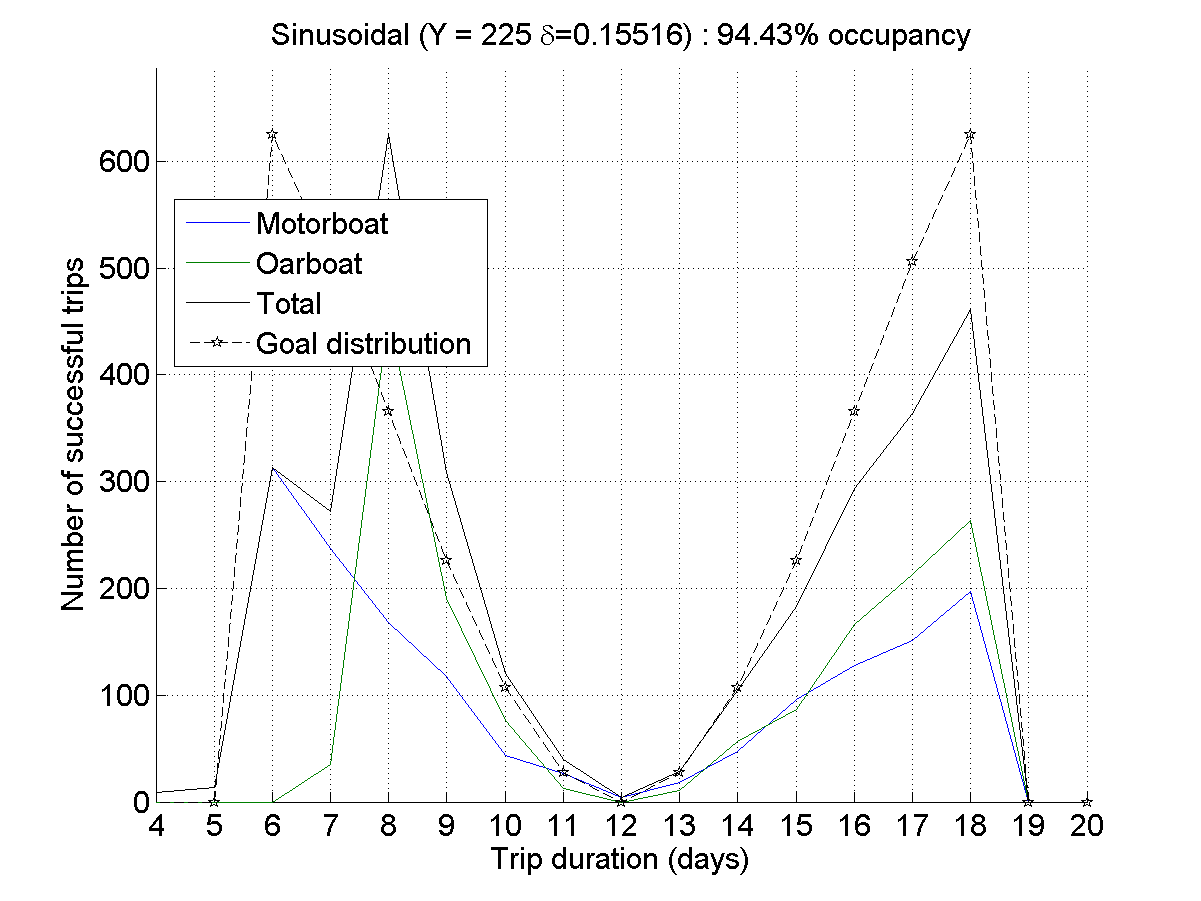 Sinusoidal (Y = 225 δ=0.15516) : 94.43% occupancy
Number of successful trips
600
500
400
300
200
100
0
Motorboat
Oarboat
Total
Goal distribution
4 5 6 7 8 9 10 11 12 13 14 15 16 17 18 19 20
Trip duration (days)